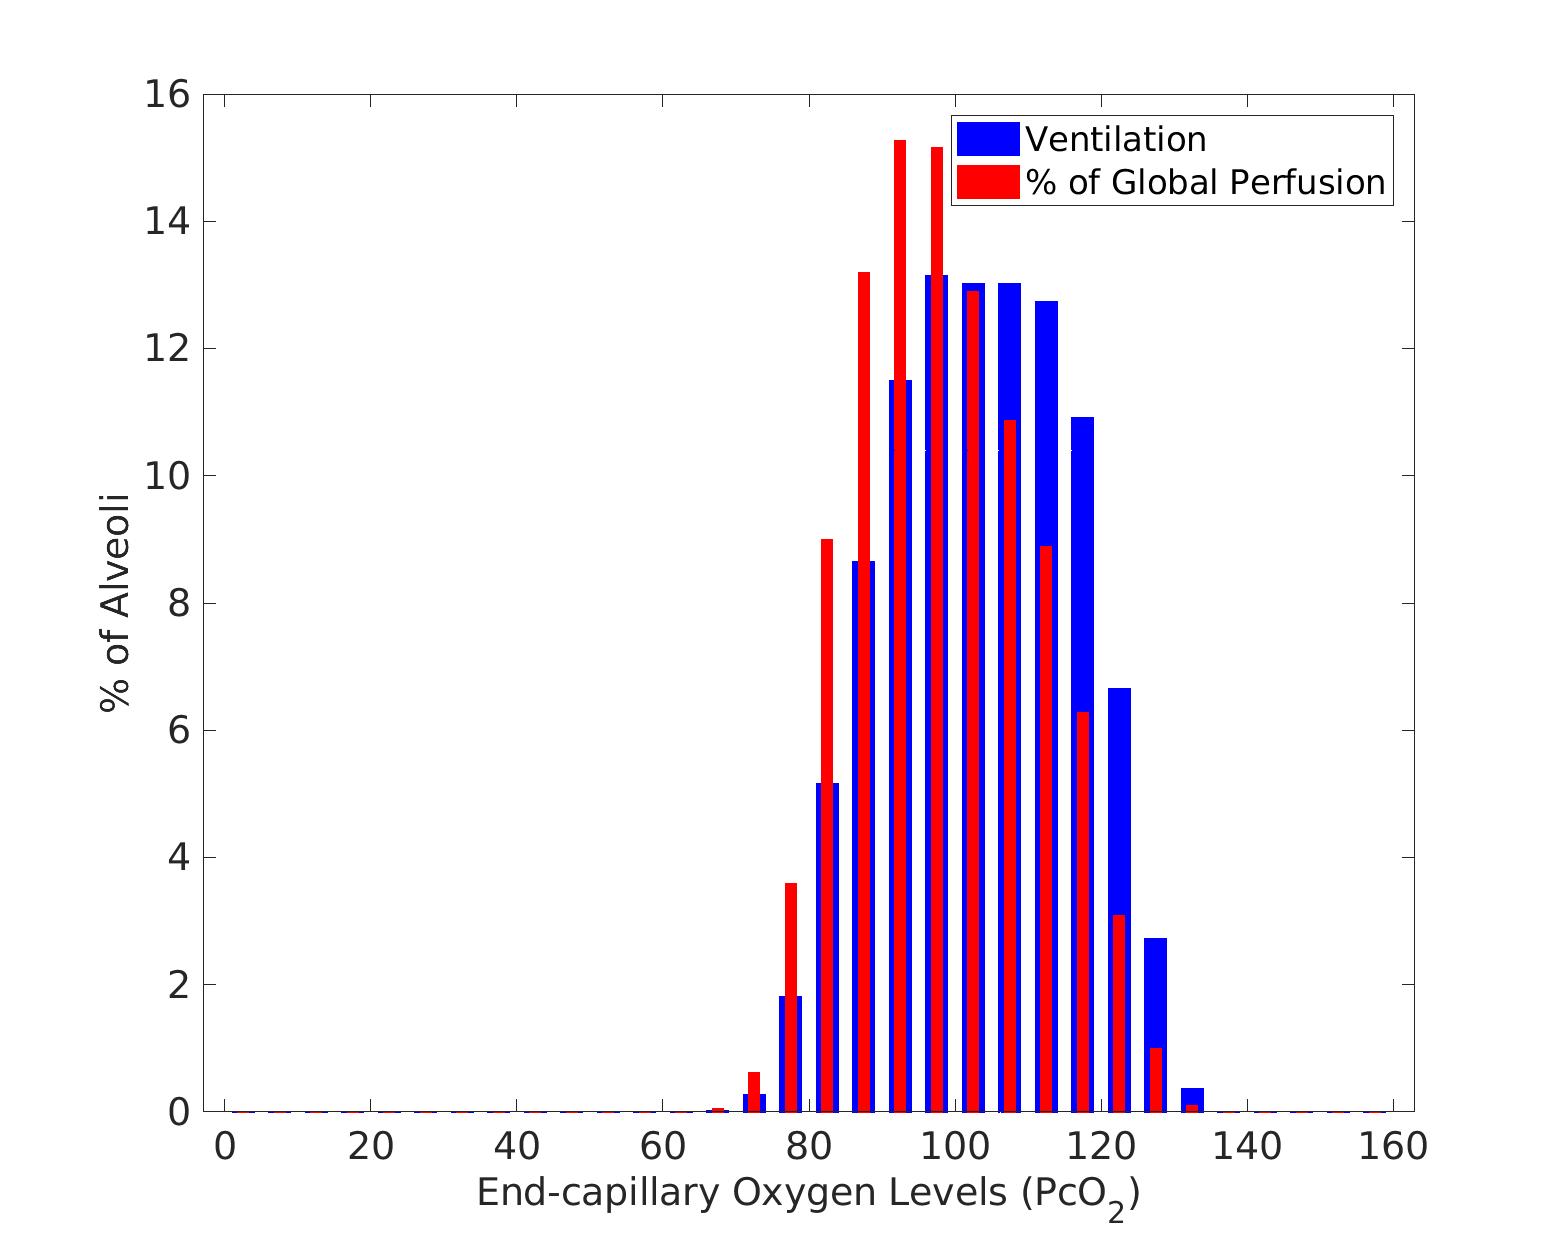 16
14
12
10
8
6
4
2
0
% of Alveoli
Ventilation
% of Global Perfusion
0 20 40 60 80 100 120 140 160
End-capillary Oxygen Levels (PcO2)